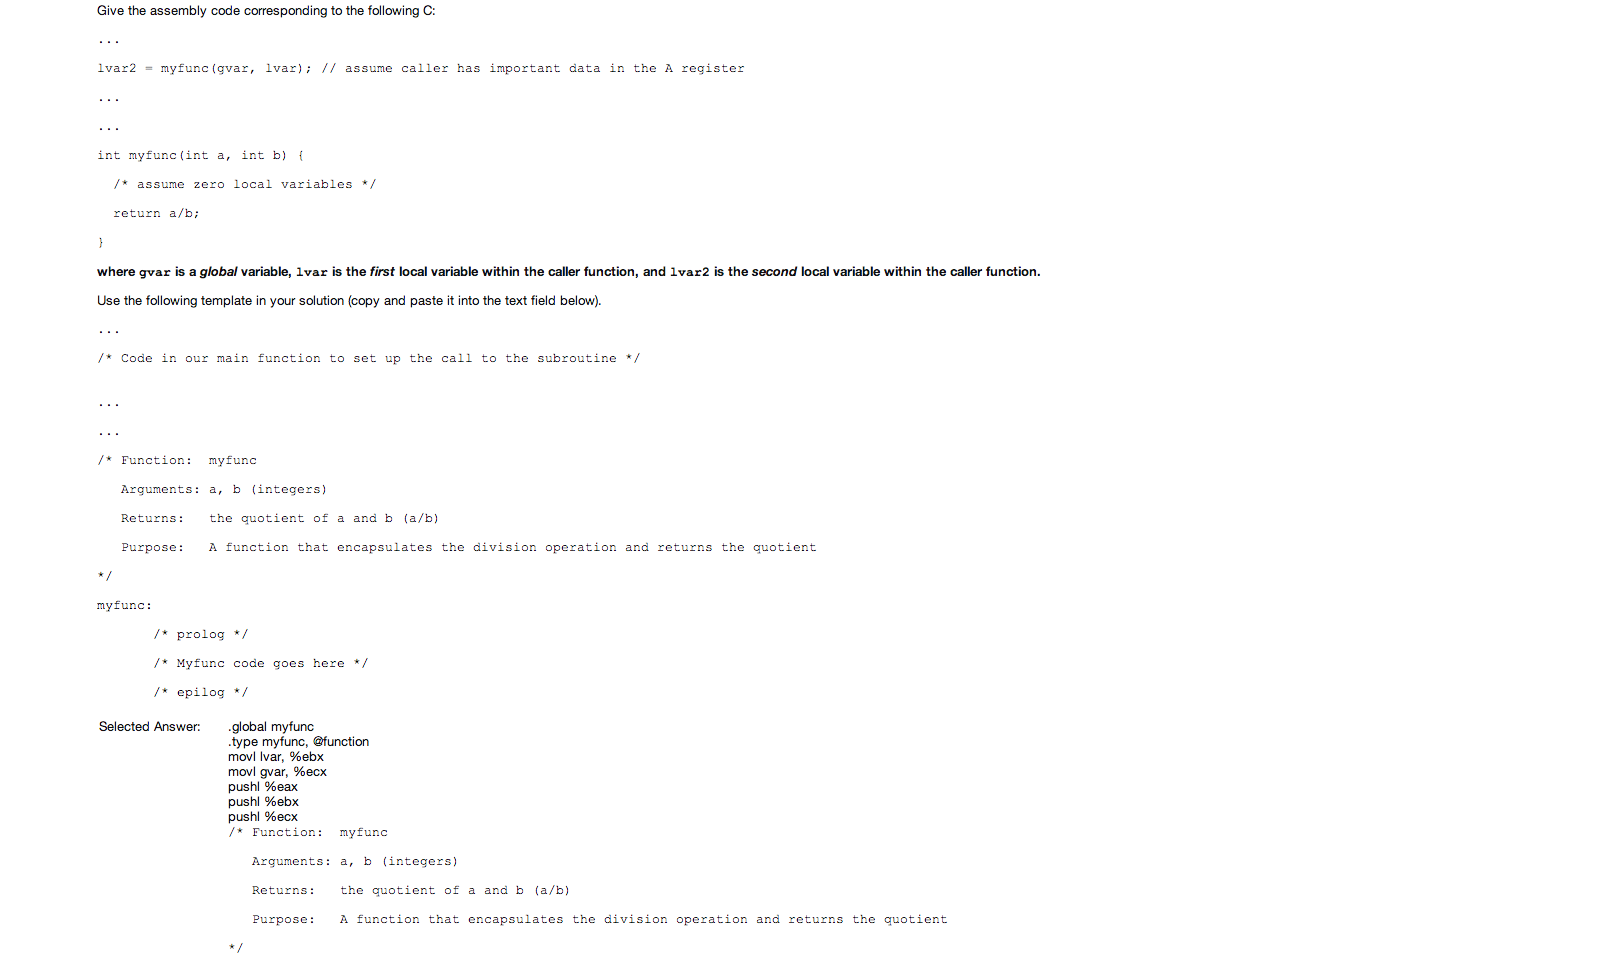 Give the assembly code corresponding to the following C:
...
lvar2 = myfunc(gvar, lvar); // assume caller has important data in the A register
...
...
int myfunc(int a, int b) {
/* assume zero local variables */
return a/b;
}
where gvar is a global variable, lvar is the first local variable within the caller function, and lvar2 is the second local variable within the caller function.
Use the following template in your solution (copy and paste it into the text field below).
...
/* Code in our main function to set up the call to the subroutine */
...
...
/* Function: myfunc
Arguments: a, b (integers)
Returns: the quotient of a and b (a/b)
Purpose: A function that encapsulates the division operation and returns the quotient
*/
myfunc:
/* prolog */
/* Myfunc code goes here */
/* epilog */
Selected Answer: .global myfunc
.type myfunc, @function
movl lvar, %ebx
movl gvar, %ecx
pushl %eax
pushl %ebx
pushl %ecx
/* Function: myfunc
Arguments: a, b (integers)
Returns: the quotient of a and b (a/b)
Purpose: A function that encapsulates the division operation and returns the quotient
*/